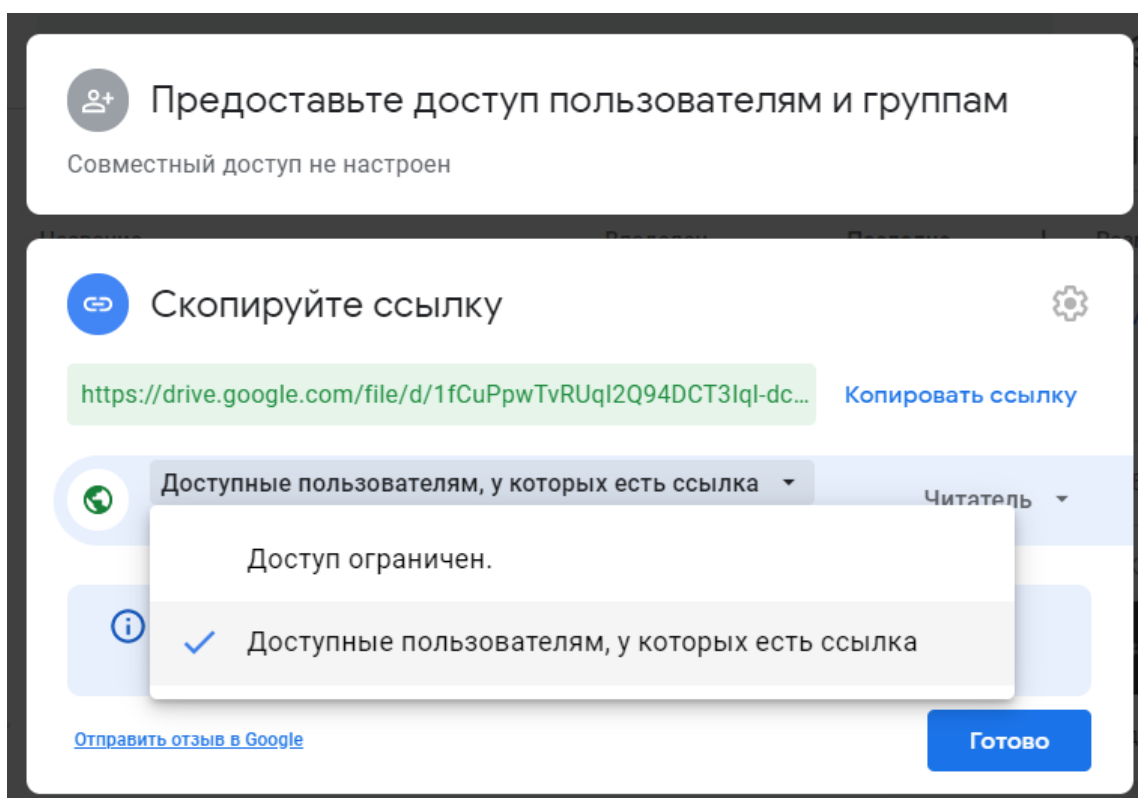 Предоставьте доступ пользователям и группам
Совместный доступ не настроен
Скопируйте ссылку
https://drive.google.com/file/d/1fCuPpwTvRUqI2Q94DCT3Iql-dc...
Копировать ссылку
Доступные пользователям, у которых есть ссылка
Читатель
Доступ ограничен.
Доступные пользователям, у которых есть ссылка
Отправить отзыв в Google
Готово